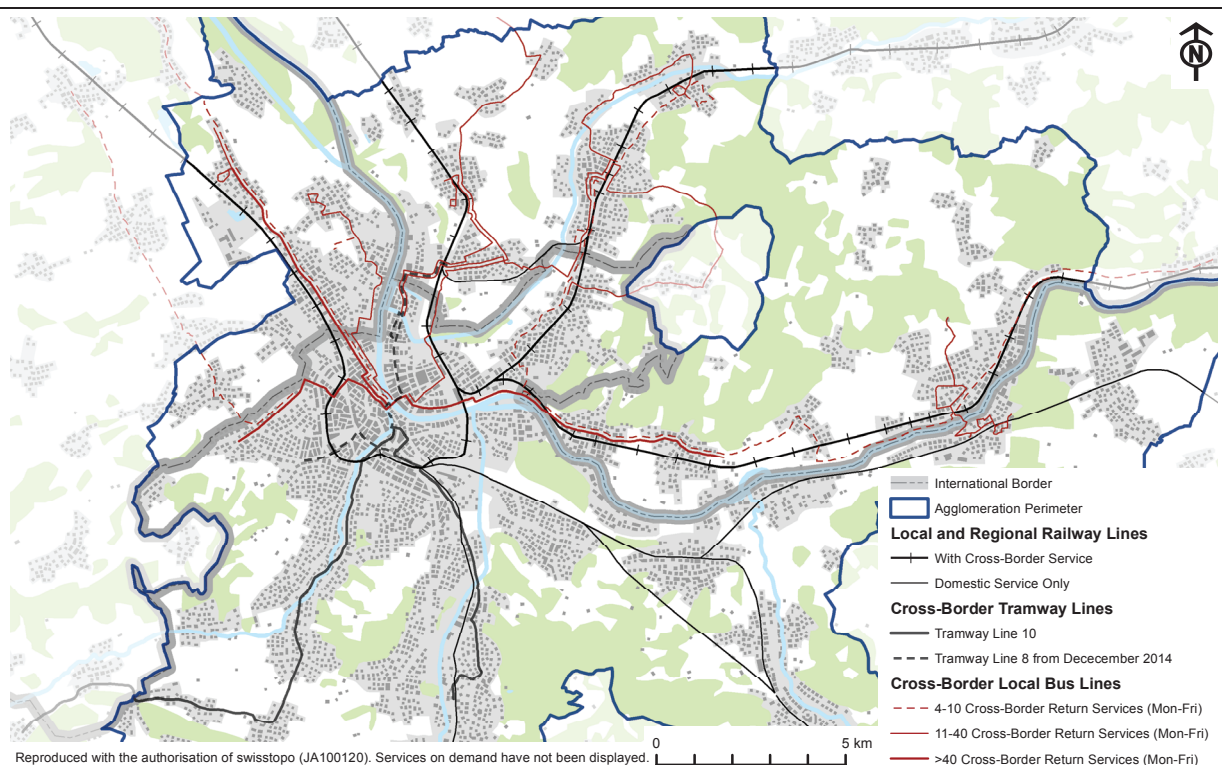 N
International Border
Agglomeration Perimeter
Local and Regional Railway Lines
With Cross-Border Service
Domestic Service Only
Cross-Border Tramway Lines
Tramway Line 10
Tramway Line 8 from Dececember 2014
Cross-Border Local Bus Lines
4-10 Cross-Border Return Services (Mon-Fri)
11-40 Cross-Border Return Services (Mon-Fri)
>40 Cross-Border Return Services (Mon-Fri)
0 5 km
Reproduced with the authorisation of swisstopo (JA100120). Services on demand have not been displayed.